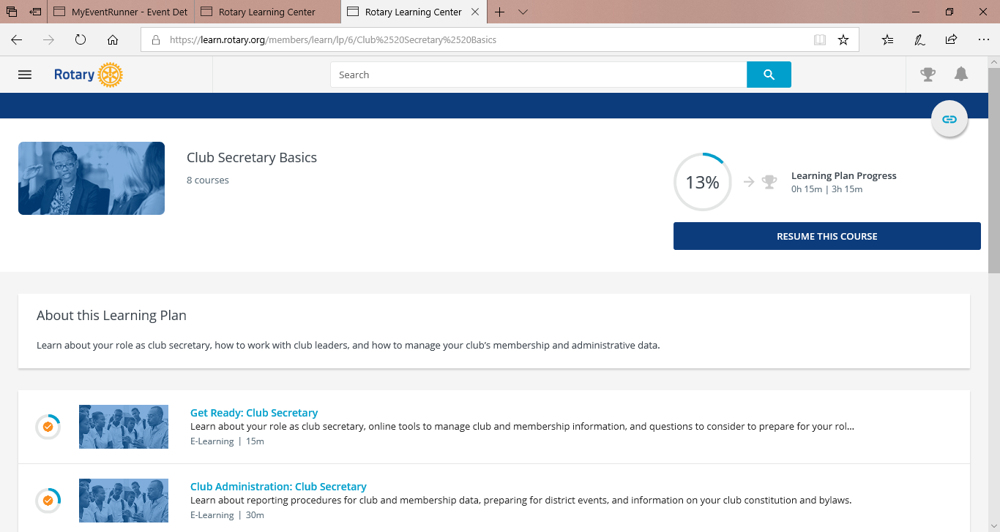 MyEventRunner - Event Det
Rotary Learning Center
Rotary Learning Center
https://learn.rotary.org/members/learn/lp/6/Club%2520Secretary%2520Basics
Rotary
Search
Club Secretary Basics
8 courses
13%
Learning Plan Progress
0h 15m | 3h 15m
RESUME THIS COURSE
About this Learning Plan
Learn about your role as club secretary, how to work with club leaders, and how to manage your club’s membership and administrative data.
Get Ready: Club Secretary
Learn about your role as club secretary, online tools to manage club and membership information, and questions to consider to prepare for your rol...
E-Learning | 15m
Club Administration: Club Secretary
Learn about reporting procedures for club and membership data, preparing for district events, and information on your club constitution and bylaws.
E-Learning | 30m